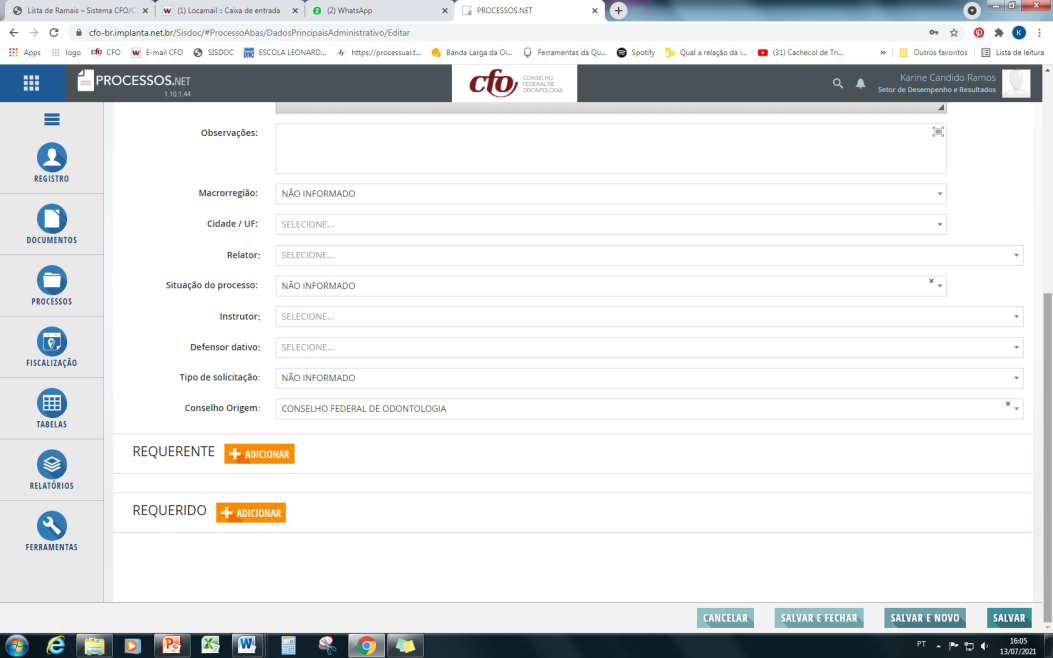 Lista de Ramais – Sistema CFO/C
(1) Locamail :: Caixa de entrada
(2) WhatsApp
PROCESSOS.NET
cfo-br.implanta.net.br/Sisdoc/#ProcessoAbas/DadosPrincipaisAdministrativo/Editar
K
Apps
logo
cfo CFO
E-mail CFO
SISDOC
ESCOLA LEONARD...
https://processual.t...
Banda Larga da Oi...
Ferramentas da Qu...
Spotify
Qual a relação da i...
(31) Cachecol de Tri...
Outros favoritos
Lista de leitura
PROCESSOS.NET
1.10.1.44
cfo
CONSELHO
FEDERAL DE
ODONTOLOGIA
Karine Candido Ramos
Setor de Desempenho e Resultados
REGISTRO
DOCUMENTOS
PROCESSOS
FISCALIZAÇÃO
TABELAS
RELATÓRIOS
FERRAMENTAS
Observações:
Macrorregião: NÃO INFORMADO
Cidade / UF: SELECIONE...
Relator: SELECIONE...
Situação do processo: NÃO INFORMADO
Instrutor: SELECIONE...
Defensor dativo: SELECIONE...
Tipo de solicitação: NÃO INFORMADO
Conselho Origem: CONSELHO FEDERAL DE ODONTOLOGIA
REQUERENTE + ADICIONAR
REQUERIDO + ADICIONAR
CANCELAR
SALVAR E FECHAR
SALVAR E NOVO
SALVAR
PT
16:05
13/07/2021